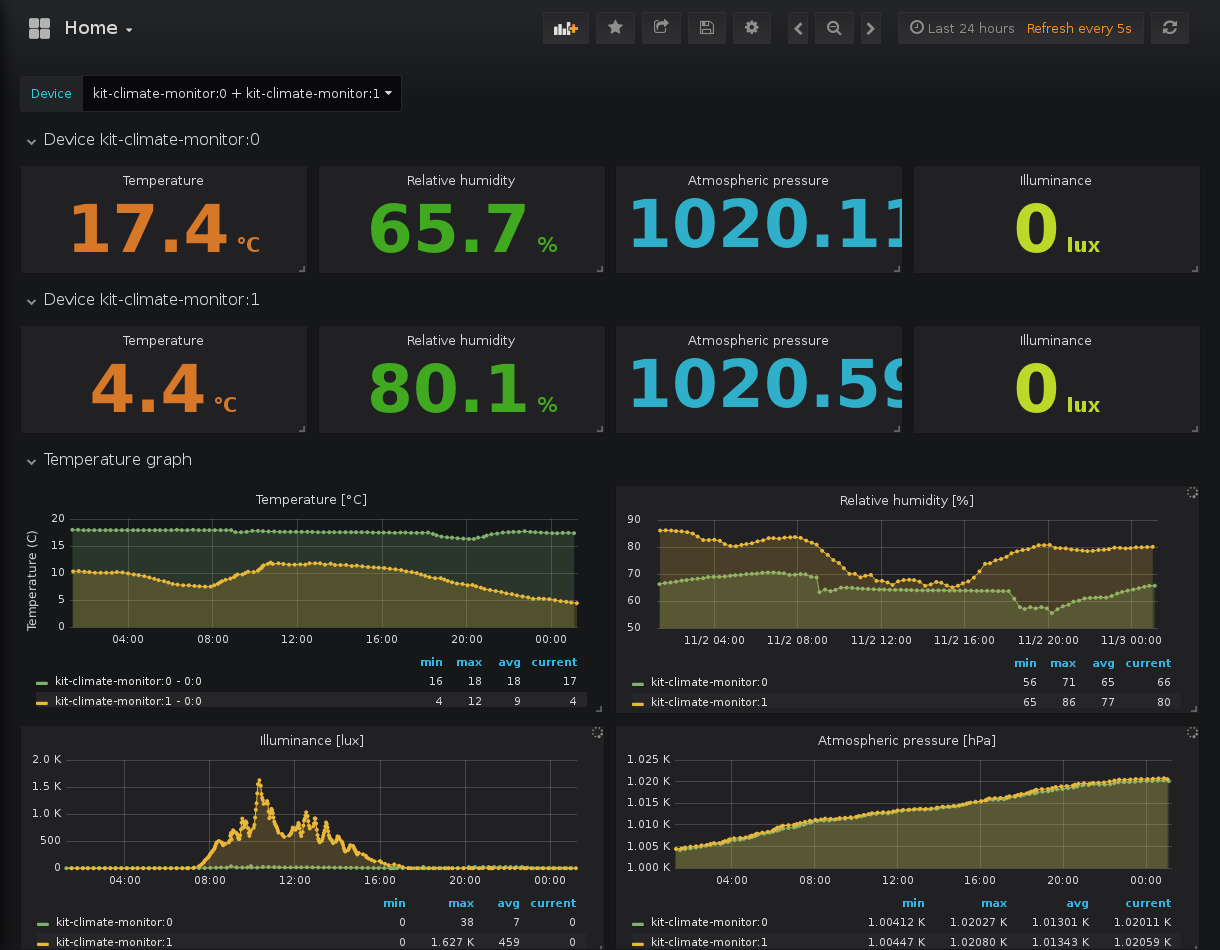 Home
Last 24 hours Refresh every 5s
Device kit-climate-monitor:0 + kit-climate-monitor:1
Device kit-climate-monitor:0
Temperature Relative humidity Atmospheric pressure Illuminance
17.4 °C 65.7 % 1020.11 0 lux
Device kit-climate-monitor:1
Temperature Relative humidity Atmospheric pressure Illuminance
4.4 °C 80.1 % 1020.59 0 lux
Temperature graph
Temperature [°C]
Temperature (C)
20
15
10
5
0
04:00 08:00 12:00 16:00 20:00 00:00
min max avg current
kit-climate-monitor:0 - 0:0 16 18 18 17
kit-climate-monitor:1 - 0:0 4 12 9 4
Relative humidity [%]
90
80
70
60
50
11/2 04:00 11/2 08:00 11/2 12:00 11/2 16:00 11/2 20:00 11/3 00:00
min max avg current
kit-climate-monitor:0 56 71 65 66
kit-climate-monitor:1 65 86 77 80
Illuminance [lux]
2.0 K
1.5 K
1.0 K
500
0
04:00 08:00 12:00 16:00 20:00 00:00
min max avg current
kit-climate-monitor:0 0 38 7 0
kit-climate-monitor:1 0 1.627 K 459 0
Atmospheric pressure [hPa]
1.025 K
1.020 K
1.015 K
1.010 K
1.005 K
1.000 K
04:00 08:00 12:00 16:00 20:00 00:00
min max avg current
kit-climate-monitor:0 1.00412 K 1.02027 K 1.01301 K 1.02011 K
kit-climate-monitor:1 1.00447 K 1.02080 K 1.01343 K 1.02059 K